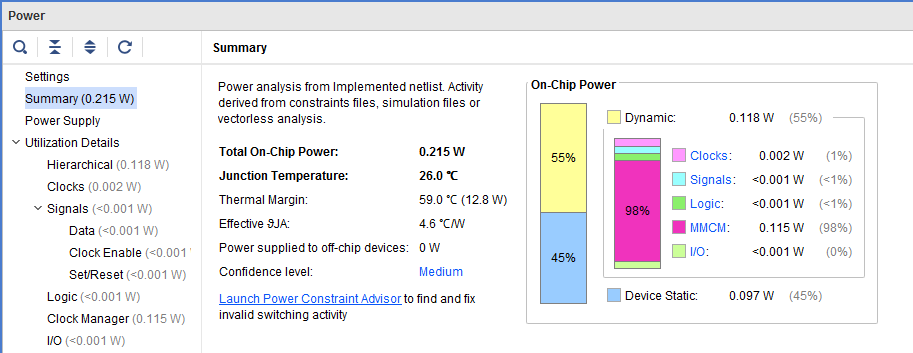 Power
Summary
Settings
Summary (0.215 W)
Power Supply
Utilization Details
Hierarchical (0.118 W)
Clocks (0.002 W)
Signals (<0.001 W)
Data (<0.001 W)
Clock Enable (<0.001
Set/Reset (<0.001 W)
Logic (<0.001 W)
Clock Manager (0.115 W)
I/O (<0.001 W)
Power analysis from Implemented netlist. Activity
derived from constraints files, simulation files or
vectorless analysis.
Total On-Chip Power: 0.215 W
Junction Temperature: 26.0 ℃
Thermal Margin: 59.0 ℃ (12.8 W)
Effective ϑJA: 4.6 ℃/W
Power supplied to off-chip devices: 0 W
Confidence level: Medium
Launch Power Constraint Advisor to find and fix
invalid switching activity
On-Chip Power
55%
45%
Dynamic: 0.118 W (55%)
98%
Clocks: 0.002 W (1%)
Signals: <0.001 W (<1%)
Logic: <0.001 W (<1%)
MMCM: 0.115 W (98%)
I/O: <0.001 W (0%)
Device Static: 0.097 W (45%)